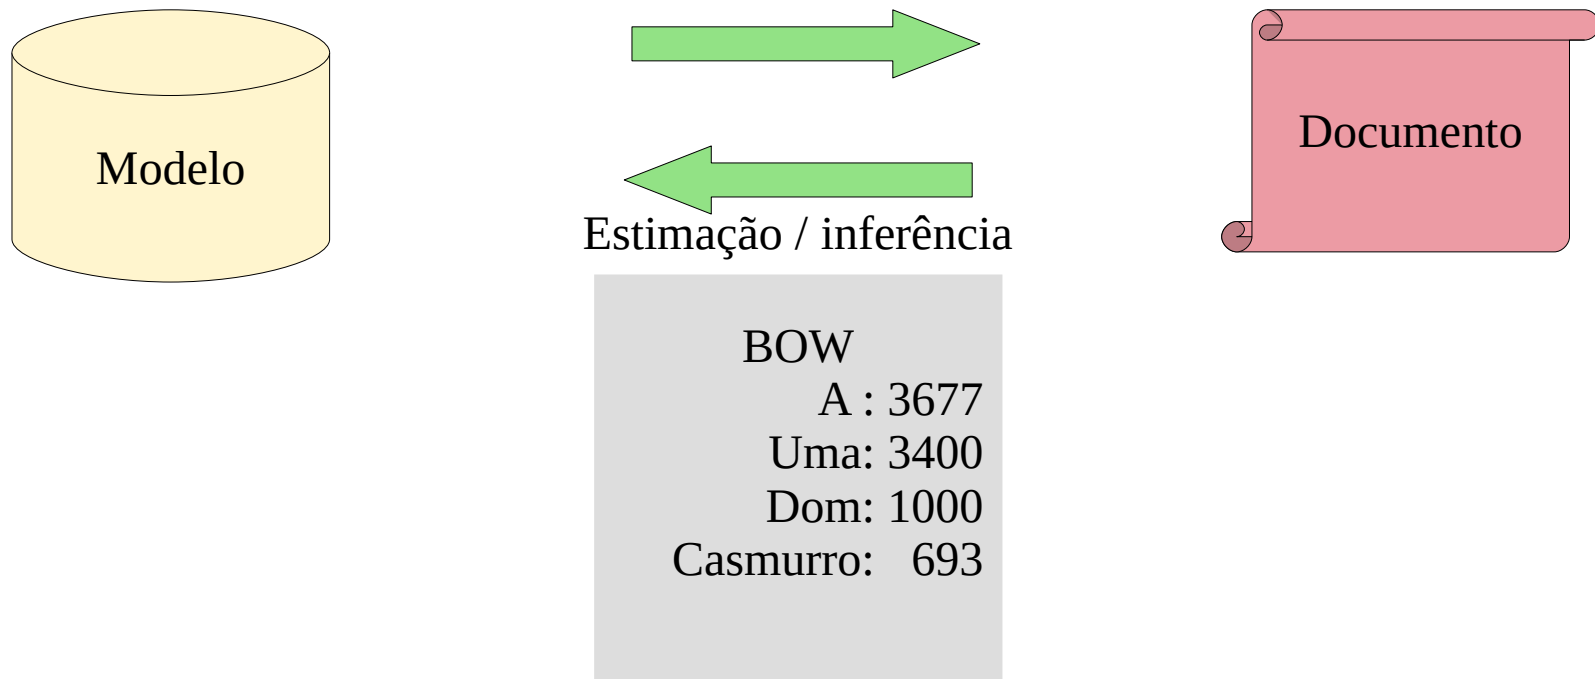 Modelo
Documento
Estimação / inferência
BOW
A : 3677
Uma: 3400
Dom: 1000
Casmurro: 693